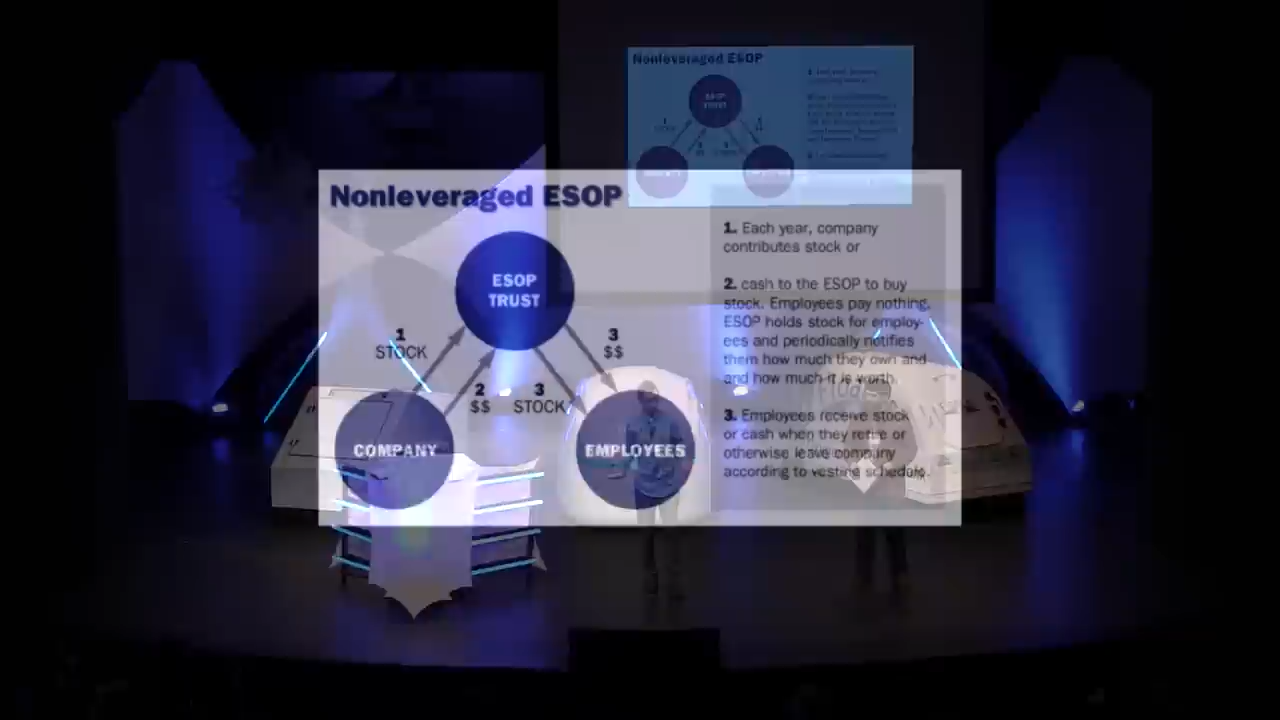 Nonleveraged ESOP
Nonleveraged ESOP
ESOP
TRUST
1
STOCK
2
$$
3
STOCK
3
$$
COMPANY
EMPLOYEES
1. Each year, company
contributes stock or
2. cash to the ESOP to buy
stock. Employees pay nothing.
ESOP holds stock for employ-
ees and periodically notifies
them how much they own and
and how much it is worth.
3. Employees receive stock
or cash when they retire or
otherwise leave company
according to vesting schedule.